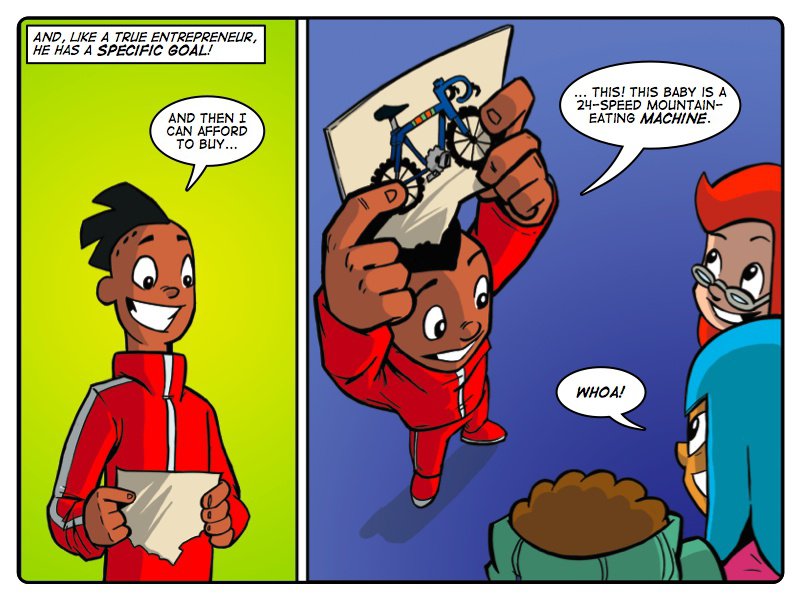 AND, LIKE A TRUE ENTREPRENEUR,
HE HAS A SPECIFIC GOAL!
AND THEN I
CAN AFFORD
TO BUY...
... THIS! THIS BABY IS A
24-SPEED MOUNTAIN-
EATING MACHINE.
WHOA!